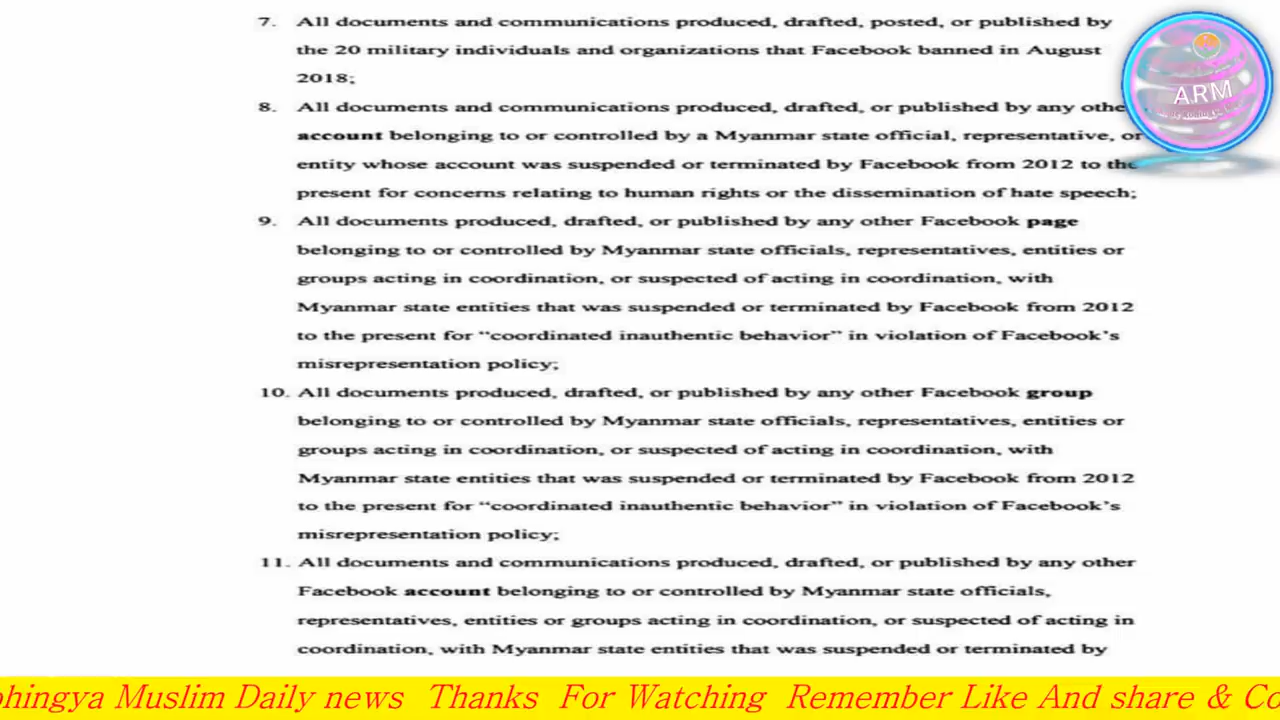 7. All documents and communications produced, drafted, posted, or published by
the 20 military individuals and organizations that Facebook banned in August
2018;
8. All documents and communications produced, drafted, or published by any othe
account belonging to or controlled by a Myanmar state official, representative, or
entity whose account was suspended or terminated by Facebook from 2012 to the
present for concerns relating to human rights or the dissemination of hate speech;
9. All documents produced, drafted, or published by any other Facebook page
belonging to or controlled by Myanmar state officials, representatives, entities or
groups acting in coordination, or suspected of acting in coordination, with
Myanmar state entities that was suspended or terminated by Facebook from 2012
to the present for “coordinated inauthentic behavior” in violation of Facebook’s
misrepresentation policy;
10. All documents produced, drafted, or published by any other Facebook group
belonging to or controlled by Myanmar state officials, representatives, entities or
groups acting in coordination, or suspected of acting in coordination, with
Myanmar state entities that was suspended or terminated by Facebook from 2012
to the present for “coordinated inauthentic behavior” in violation of Facebook’s
misrepresentation policy;
11. All documents and communications produced, drafted, or published by any other
Facebook account belonging to or controlled by Myanmar state officials,
representatives, entities or groups acting in coordination, or suspected of acting in
coordination, with Myanmar state entities that was suspended or terminated by
ARM
ohingya Muslim Daily news Thanks For Watching Remember Like And share & Co